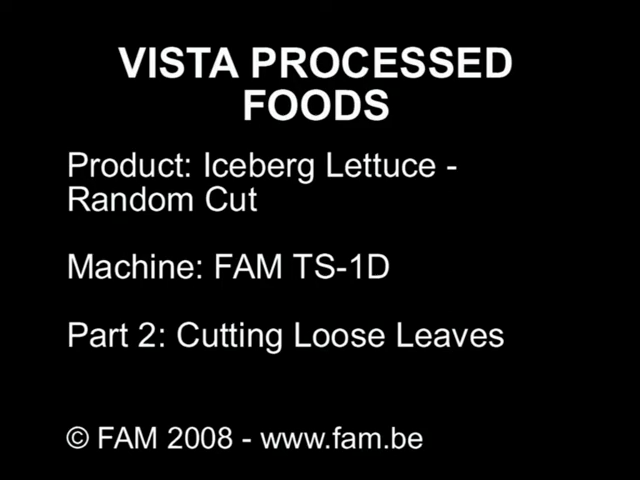 VISTA PROCESSED
FOODS
Product: Iceberg Lettuce -
Random Cut
Machine: FAM TS-1D
Part 2: Cutting Loose Leaves
© FAM 2008 - www.fam.be